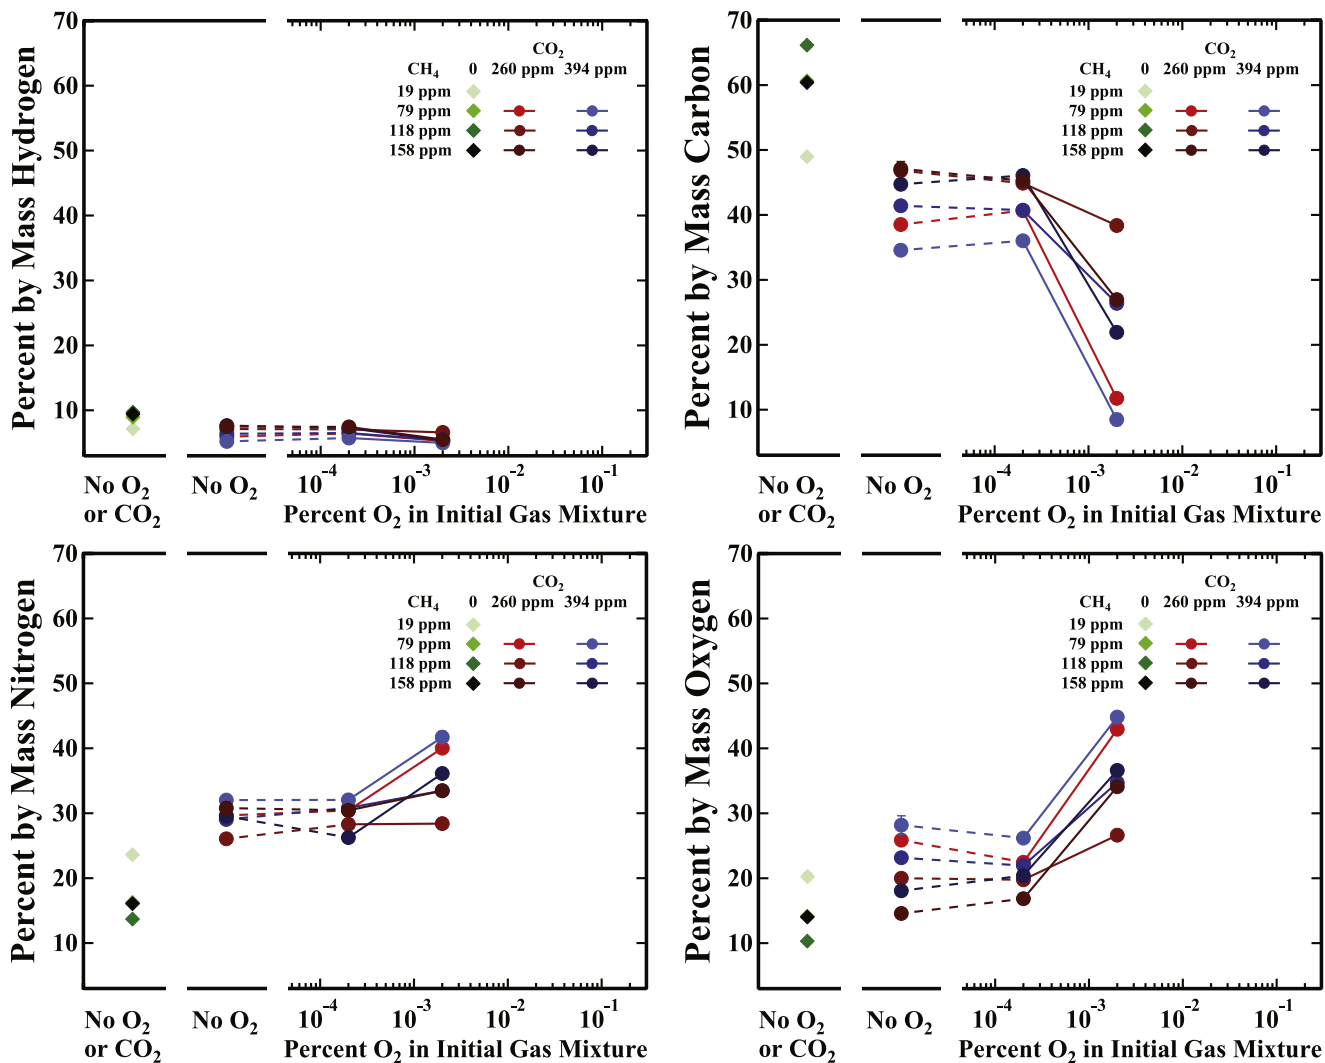 Percent by Mass Hydrogen
70
60
50
40
30
20
10
CO₂
CH₄ 0 260 ppm 394 ppm
19 ppm
79 ppm
118 ppm
158 ppm
No O₂ or CO₂
No O₂
10⁻⁴ 10⁻³ 10⁻² 10⁻¹
Percent O₂ in Initial Gas Mixture
Percent by Mass Carbon
70
60
50
40
30
20
10
CO₂
CH₄ 0 260 ppm 394 ppm
19 ppm
79 ppm
118 ppm
158 ppm
No O₂
or CO₂
No O₂
10⁻⁴ 10⁻³ 10⁻² 10⁻¹
Percent O₂ in Initial Gas Mixture
Percent by Mass Nitrogen
70
60
50
40
30
20
10
CO₂
CH₄ 0 260 ppm 394 ppm
19 ppm
79 ppm
118 ppm
158 ppm
No O₂
or CO₂
No O₂
10⁻⁴ 10⁻³ 10⁻² 10⁻¹
Percent O₂ in Initial Gas Mixture
Percent by Mass Oxygen
70
60
50
40
30
20
10
CO₂
CH₄ 0 260 ppm 394 ppm
19 ppm
79 ppm
118 ppm
158 ppm
No O₂
or CO₂
No O₂
10⁻⁴ 10⁻³ 10⁻² 10⁻¹
Percent O₂ in Initial Gas Mixture